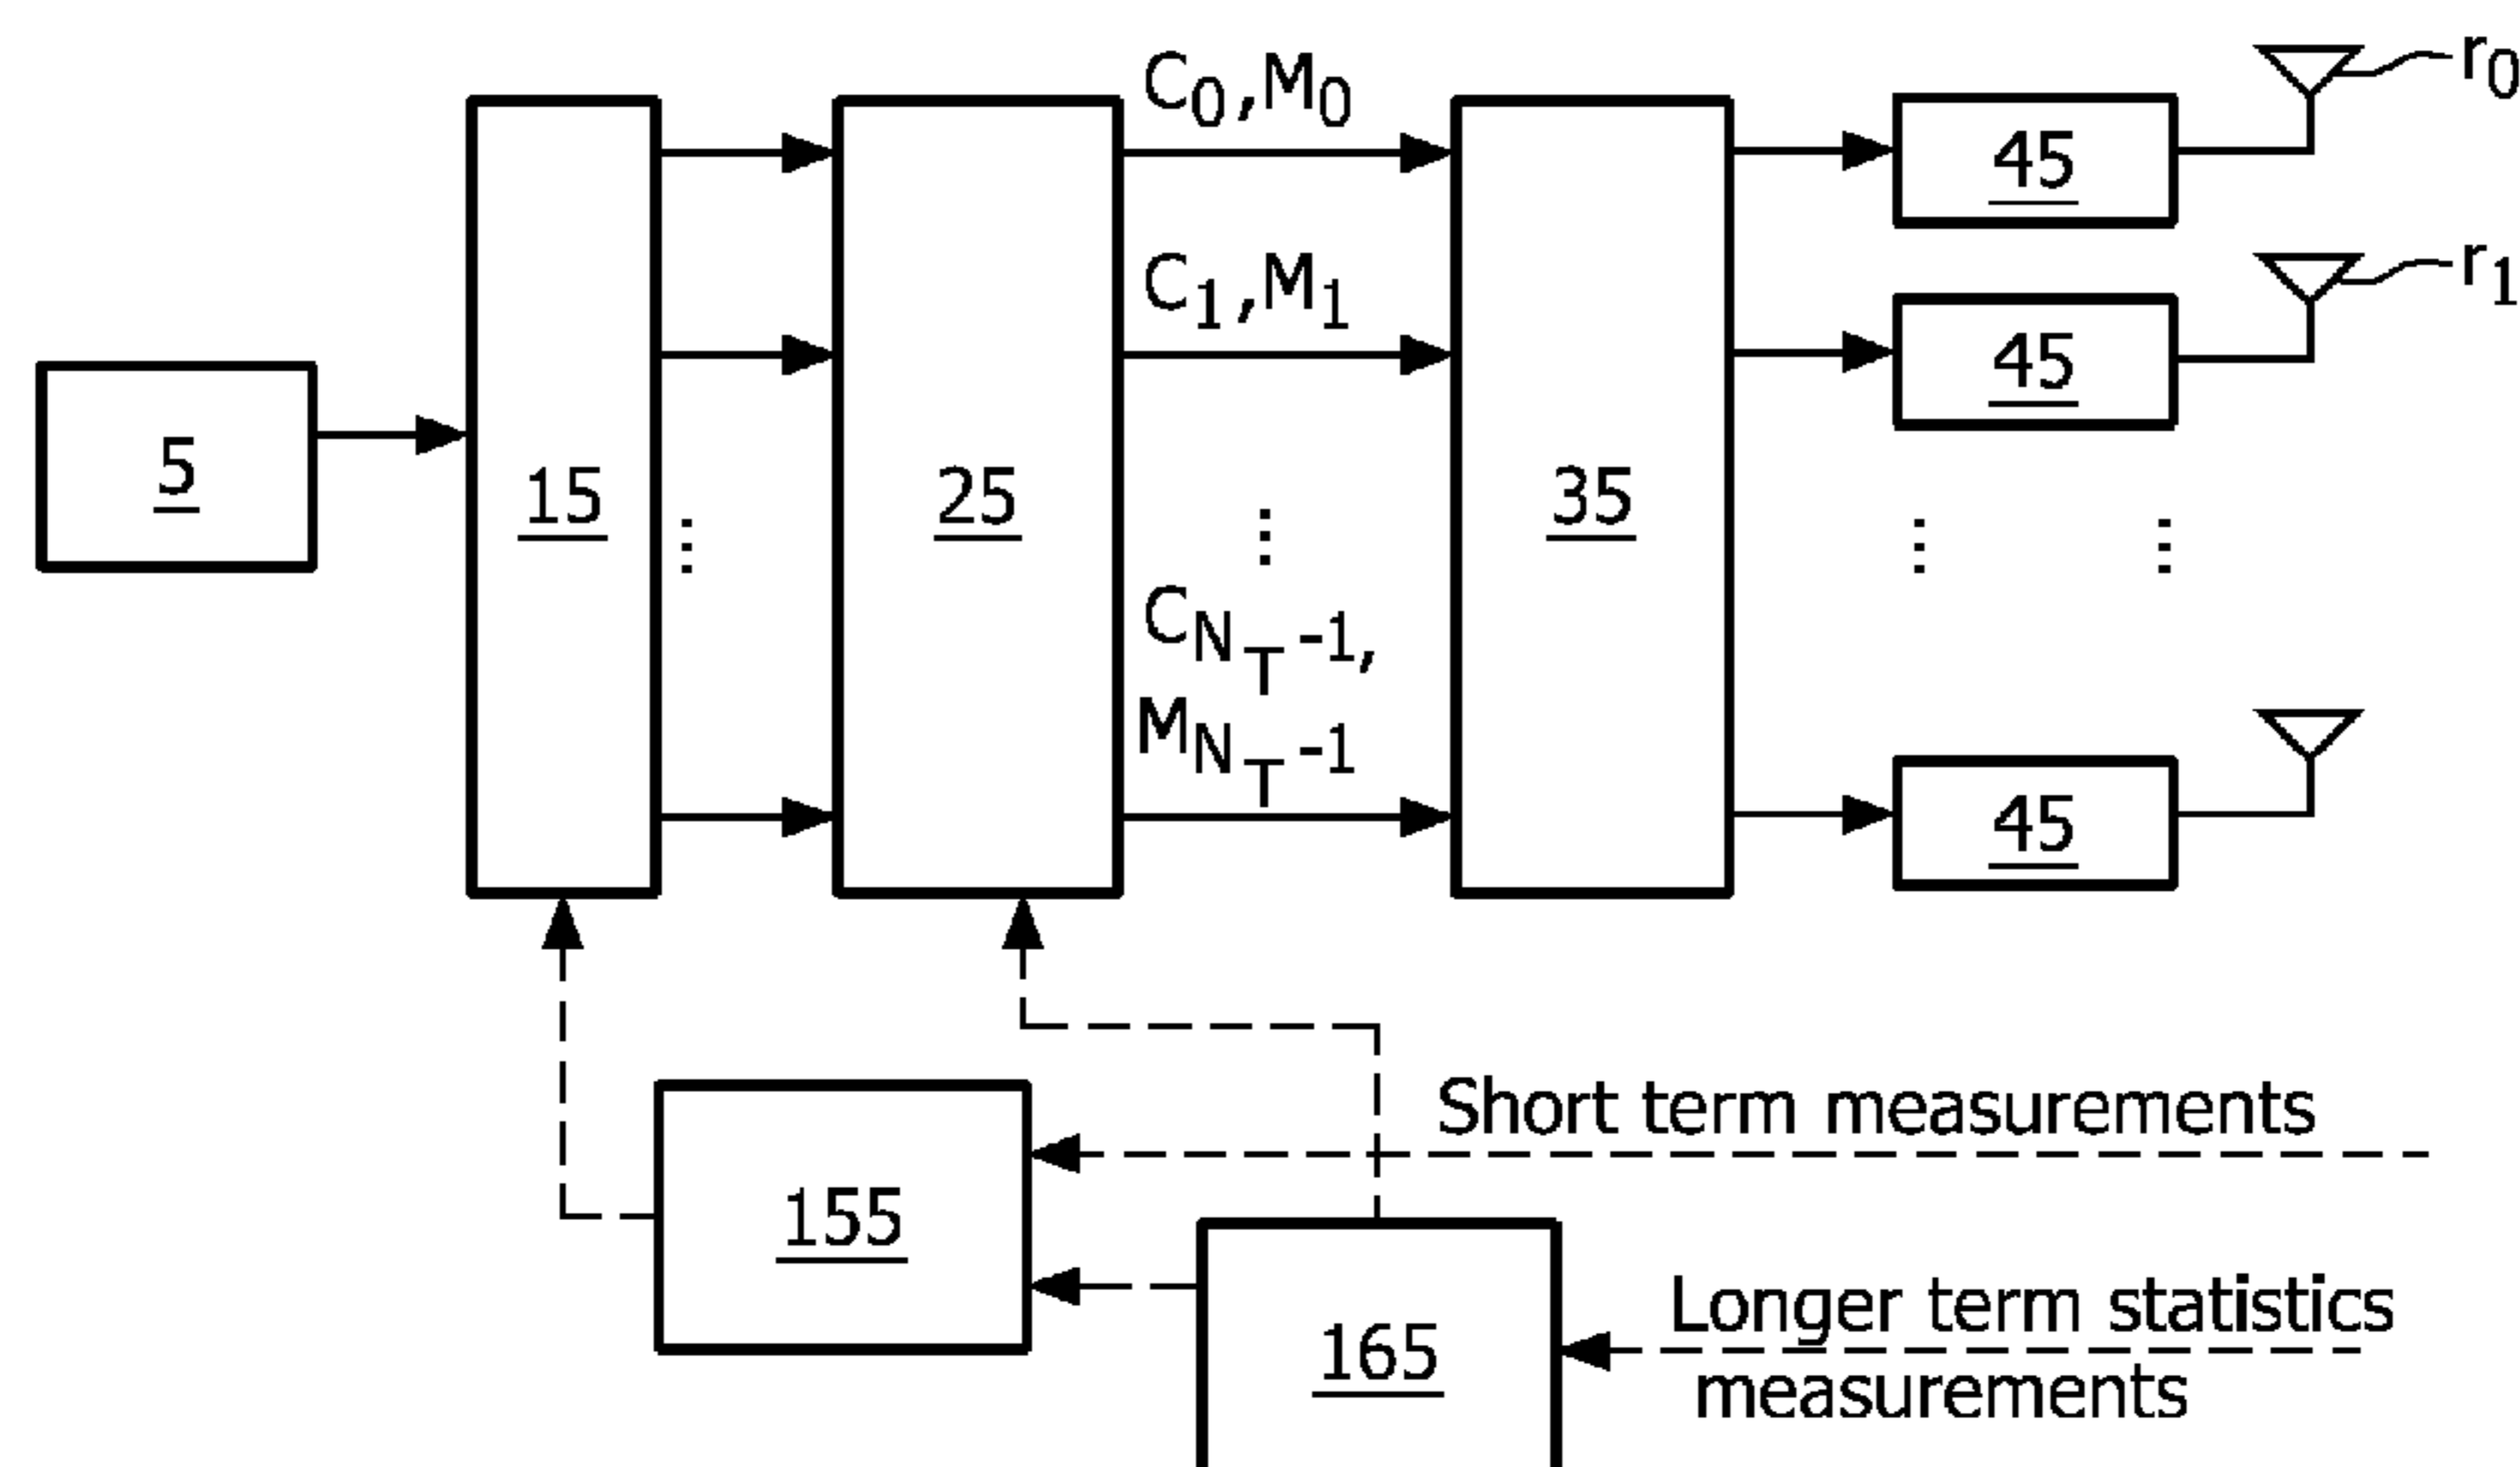 C0,M0
r0
45
C1,M1
r1
45
5
15
25
35
⋮
⋮
⋮
⋮
CNT-1,
MNT-1
45
Short term measurements
155
Longer term statistics
165
measurements